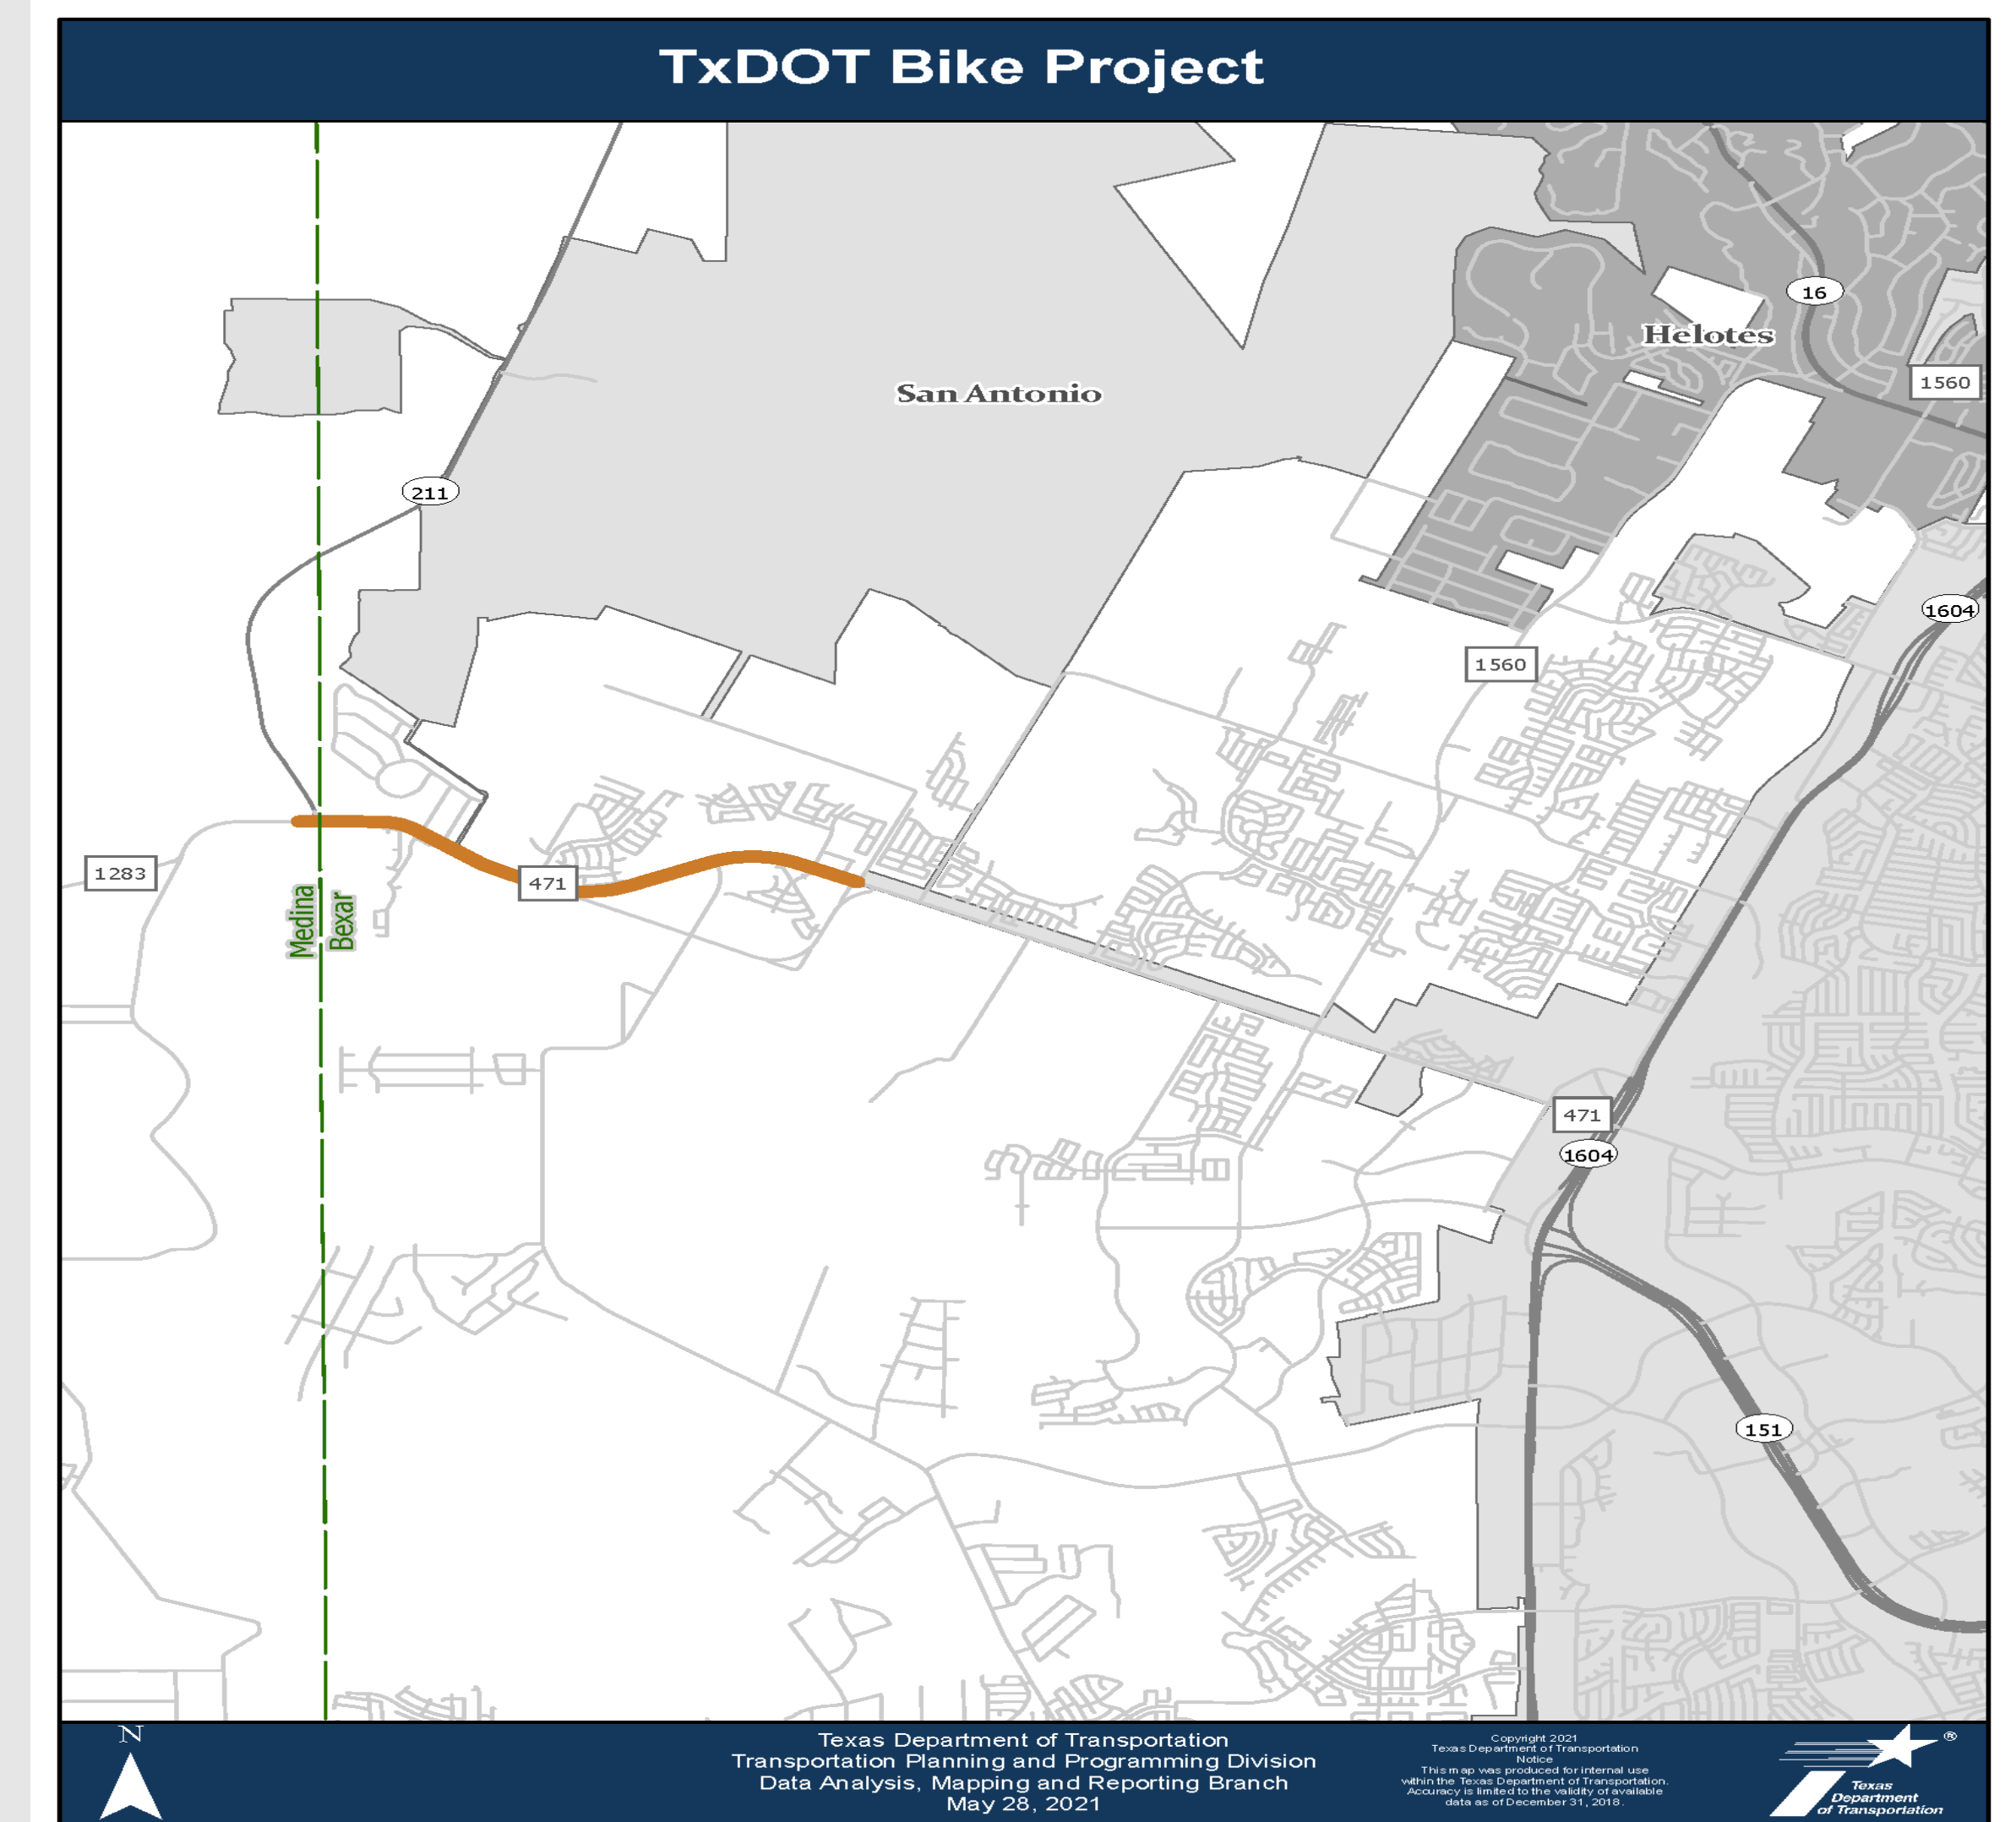 TxDOT Bike Project
16
Helotes
1560
San Antonio
211
1604
1560
1283
471
Medina
Bexar
471
1604
151
N
Texas Department of Transportation
Transportation Planning and Programming Division
Data Analysis, Mapping and Reporting Branch
May 28, 2021
Copyright 2021
Texas Department of Transportation
Notice
This map was produced for internal use
within the Texas Department of Transportation.
Accuracy is limited to the validity of available
data as of December 31, 2018.
®
Texas
Department
of Transportation